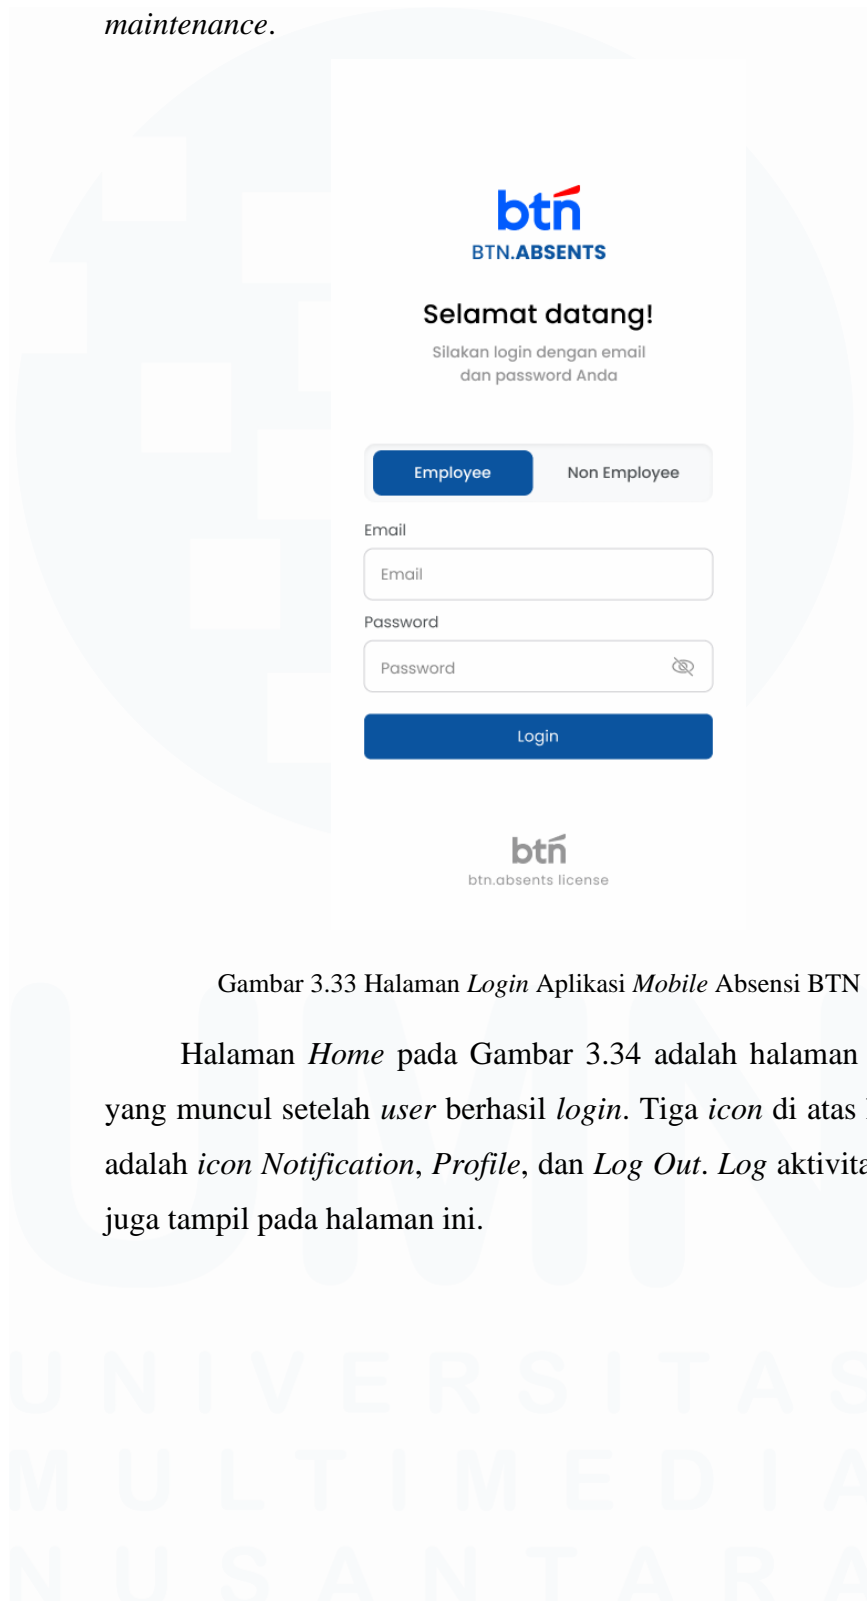 maintenance.
btn
BTN.ABSENTS
Selamat datang!
Silakan login dengan email
dan password Anda
Employee Non Employee
Email
Email
Password
Password
Login
btn
btn.absents license
Gambar 3.33 Halaman Login Aplikasi Mobile Absensi BTN
Halaman Home pada Gambar 3.34 adalah halaman
yang muncul setelah user berhasil login. Tiga icon di atas
adalah icon Notification, Profile, dan Log Out. Log
juga tampil pada halaman ini.
UMN
UNIVERSITAS
MULTIMEDIA
NUSANTARA